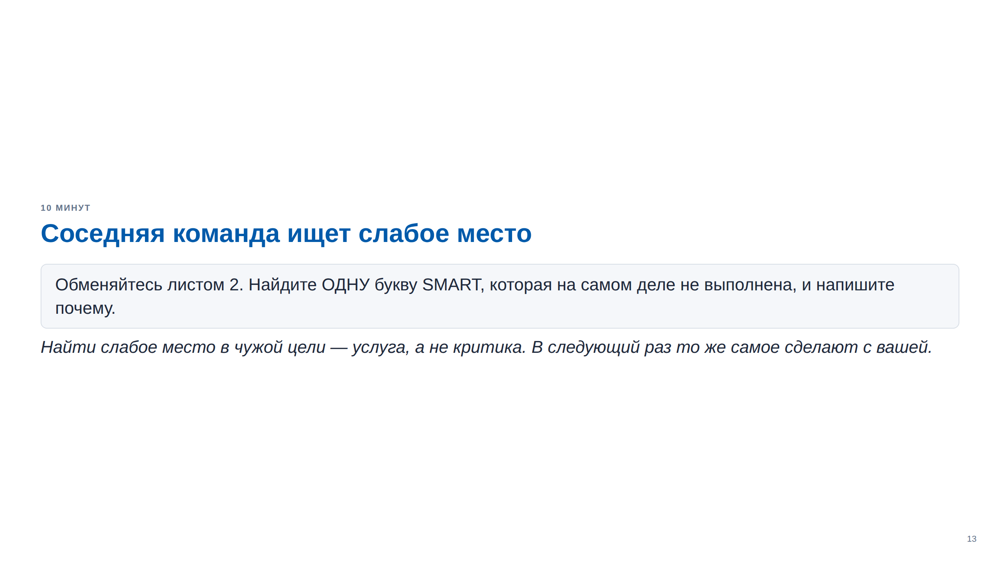 10 МИНУТ
Соседняя команда ищет слабое место
Обменяйтесь листом 2. Найдите ОДНУ букву SMART, которая на самом деле не выполнена, и напишите
почему.
Найти слабое место в чужой цели — услуга, а не критика. В следующий раз то же самое сделают с вашей.
13